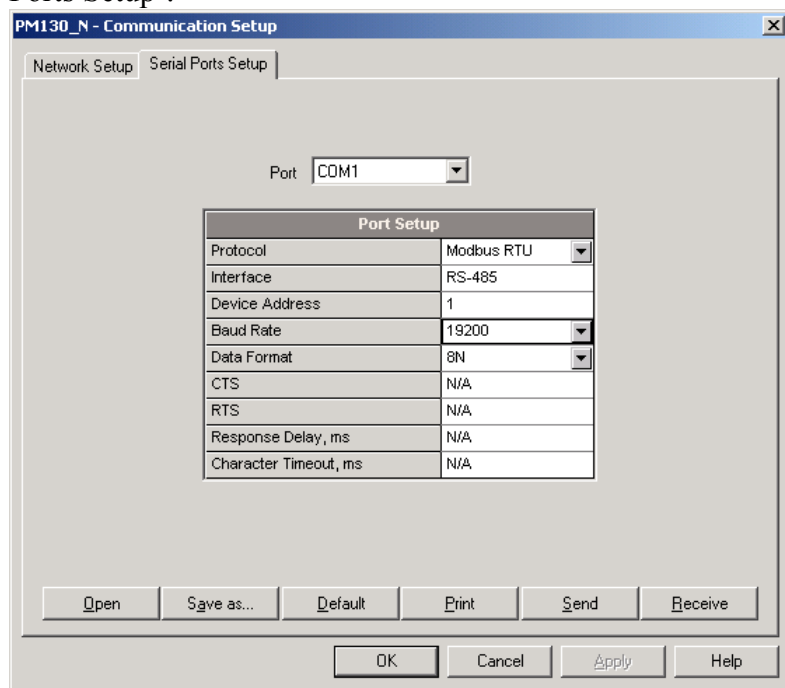 Ports Setup".
PM130_N - Communication Setup
Network Setup Serial Ports Setup
Port COM1
Port Setup
Protocol Modbus RTU
Interface RS-485
Device Address 1
Baud Rate 19200
Data Format 8N
CTS N/A
RTS N/A
Response Delay, ms N/A
Character Timeout, ms N/A
Open Save as... Default Print Send Receive
OK Cancel Apply Help